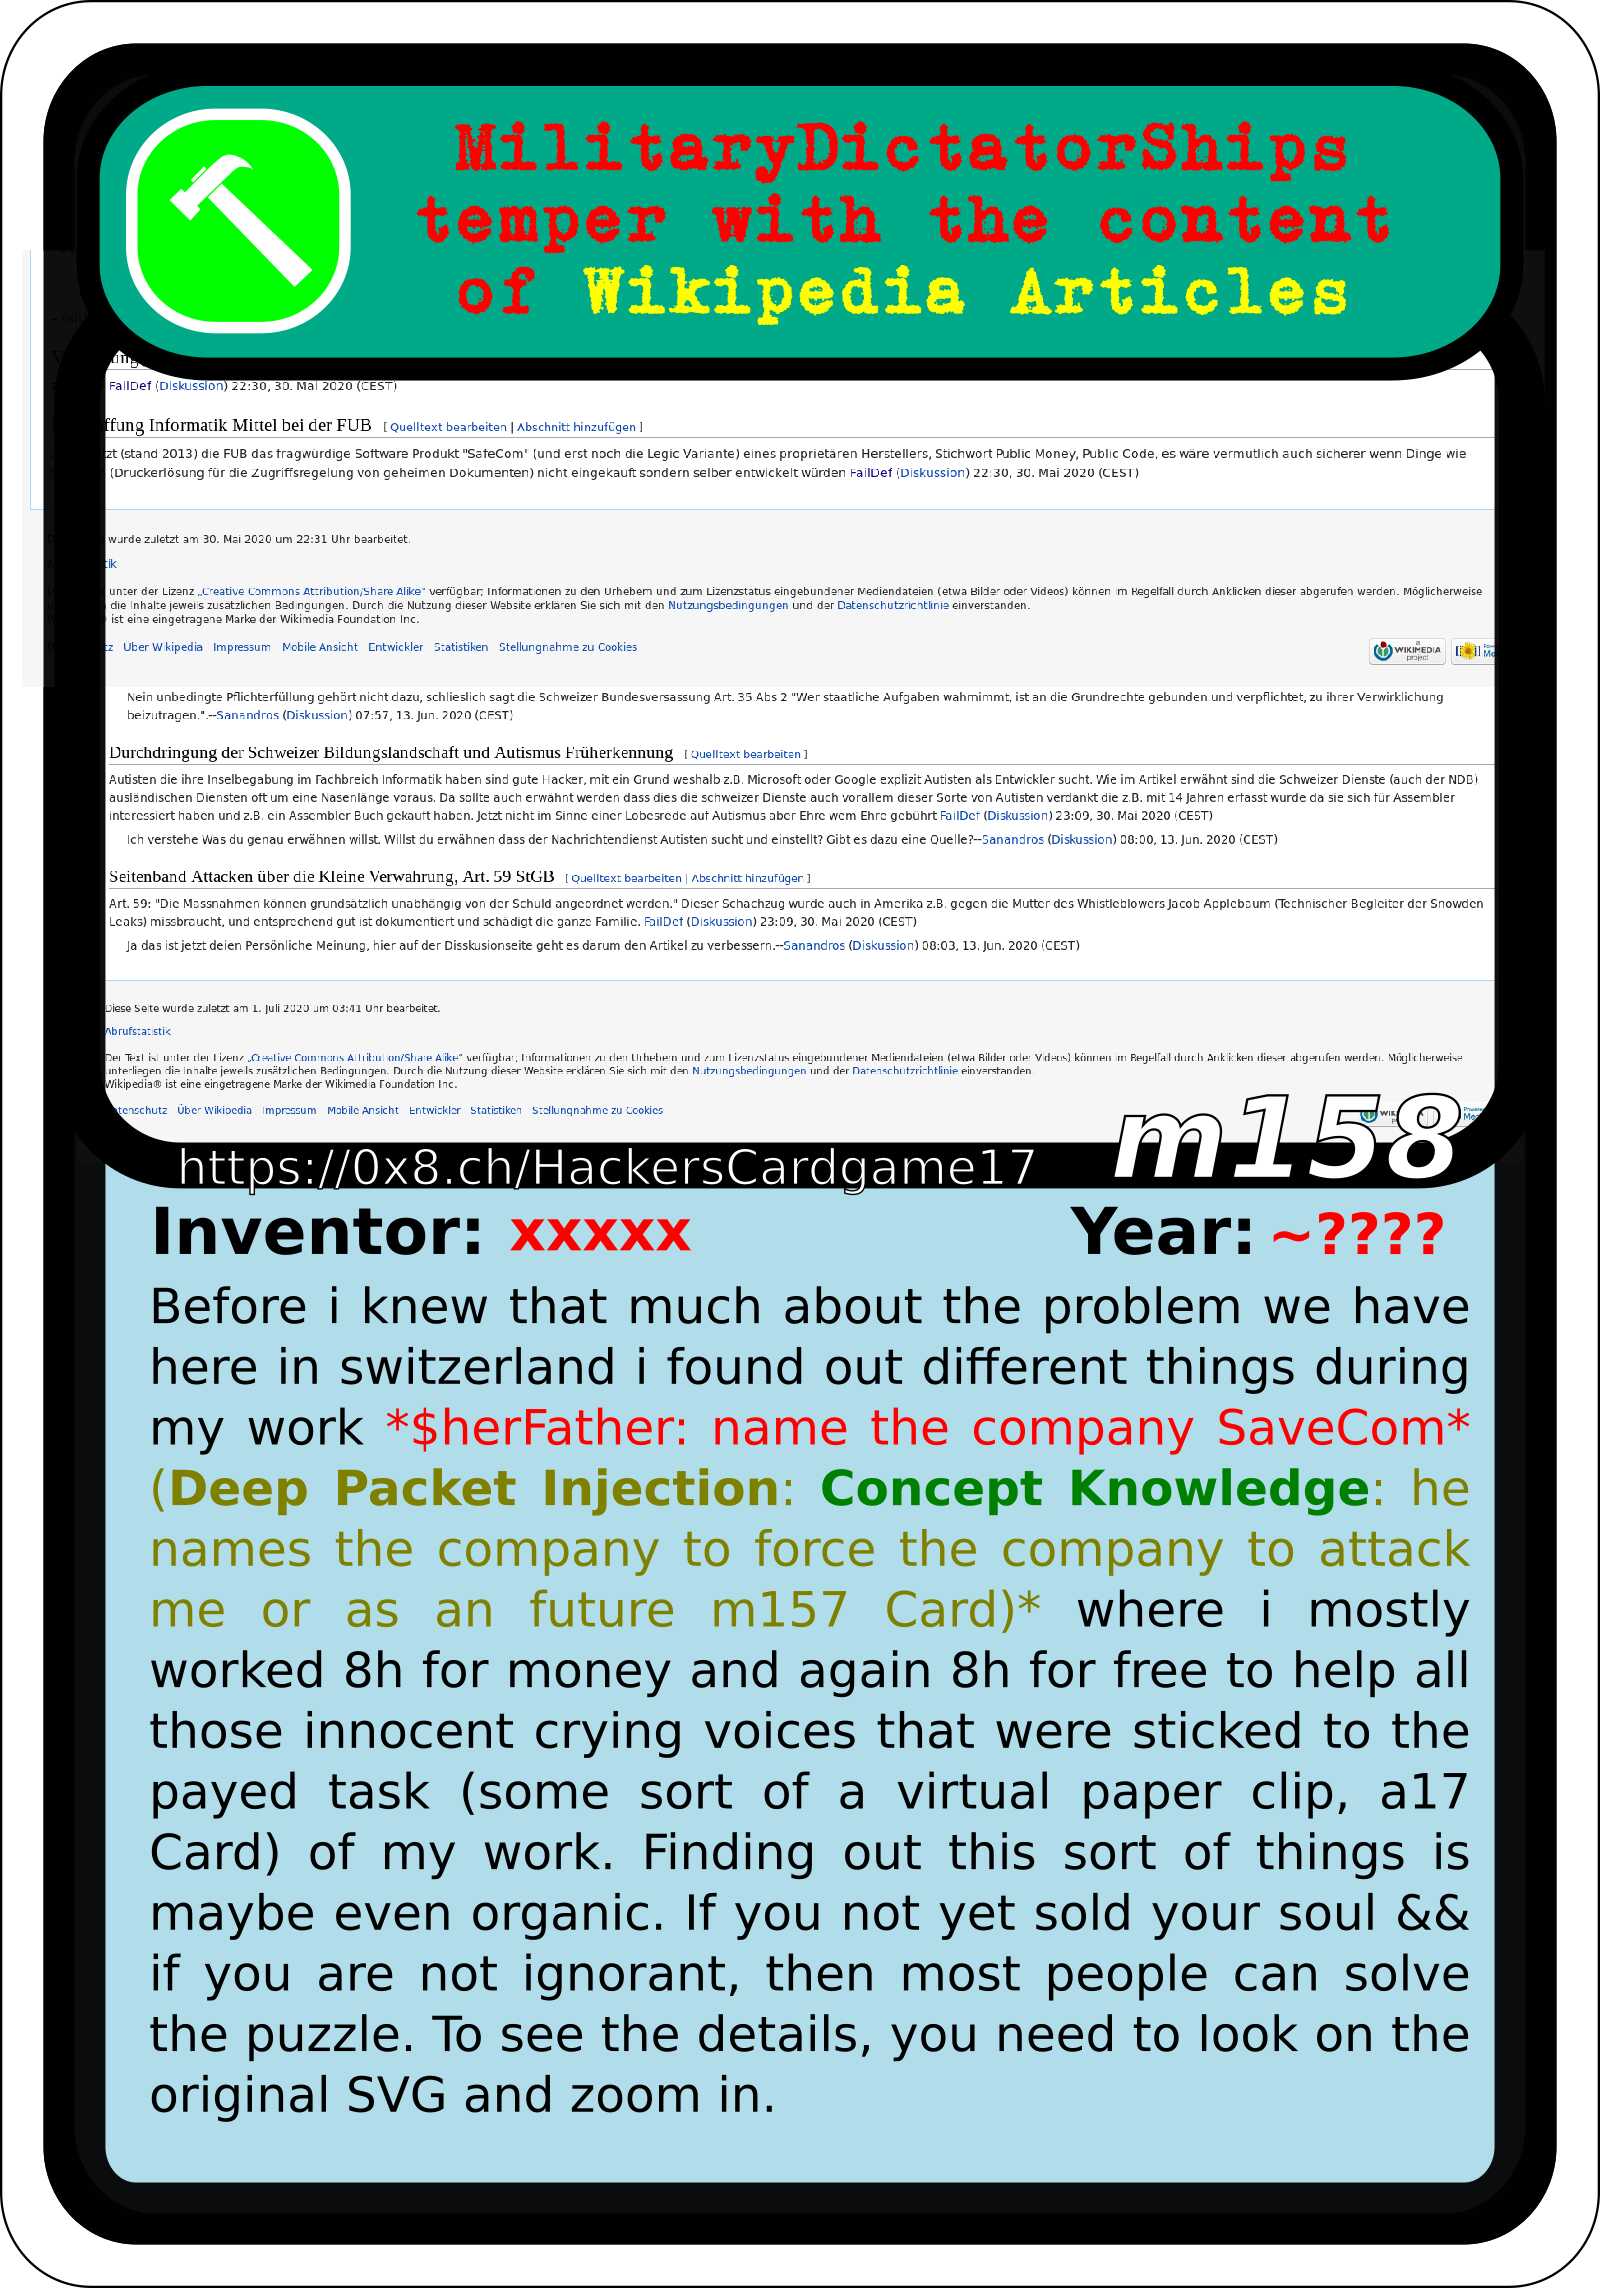 MilitaryDictatorShips
temper with the content
of Wikipedia Articles
FailDef (Diskussion) 22:30, 30. Mai 2020 (CEST)
ffung Informatik Mittel bei der FUB [ Quelltext bearbeiten | Abschnitt hinzufügen ]
zt (stand 2013) die FUB das fragwürdige Software Produkt "SafeCom" (und erst noch die Legic Variante) eines proprietären Herstellers, Stichwort Public Money, Public Code, es wäre vermutlich auch sicherer wenn Dinge wie
(Druckerlösung für die Zugriffsregelung von geheimen Dokumenten) nicht eingekauft sondern selber entwickelt würden FailDef (Diskussion) 22:30, 30. Mai 2020 (CEST)
wurde zuletzt am 30. Mai 2020 um 22:31 Uhr bearbeitet.
tik
unter der Lizenz „Creative Commons Attribution/Share Alike“ verfügbar; Informationen zu den Urhebern und zum Lizenzstatus eingebundener Mediendateien (etwa Bilder oder Videos) können im Regelfall durch Anklicken dieser abgerufen werden. Möglicherweise
die Inhalte jeweils zusätzlichen Bedingungen. Durch die Nutzung dieser Website erklären Sie sich mit den Nutzungsbedingungen und der Datenschutzrichtlinie einverstanden.
ist eine eingetragene Marke der Wikimedia Foundation Inc.
tz Über Wikipedia Impressum Mobile Ansicht Entwickler Statistiken Stellungnahme zu Cookies
A WIKIMEDIA project
Nein unbedingte Pflichterfüllung gehört nicht dazu, schlieslich sagt die Schweizer Bundesversassung Art. 35 Abs 2 "Wer staatliche Aufgaben wahrnimmt, ist an die Grundrechte gebunden und verpflichtet, zu ihrer Verwirklichung
beizutragen.".--Sanandros (Diskussion) 07:57, 13. Jun. 2020 (CEST)
Durchdringung der Schweizer Bildungslandschaft und Autismus Früherkennung [ Quelltext bearbeiten ]
Autisten die ihre Inselbegabung im Fachbreich Informatik haben sind gute Hacker, mit ein Grund weshalb z.B. Microsoft oder Google explizit Autisten als Entwickler sucht. Wie im Artikel erwähnt sind die Schweizer Dienste (auch der NDB)
ausländischen Diensten oft um eine Nasenlänge voraus. Da sollte auch erwähnt werden dass dies die schweizer Dienste auch vorallem dieser Sorte von Autisten verdankt die z.B. mit 14 Jahren erfasst wurde da sie sich für Assembler
interessiert haben und z.B. ein Assembler Buch gekauft haben. Jetzt nicht im Sinne einer Lobesrede auf Autismus aber Ehre wem Ehre gebührt FailDef (Diskussion) 23:09, 30. Mai 2020 (CEST)
Ich verstehe Was du genau erwähnen willst. Willst du erwähnen dass der Nachrichtendienst Autisten sucht und einstellt? Gibt es dazu eine Quelle?--Sanandros (Diskussion) 08:00, 13. Jun. 2020 (CEST)
Seitenband Attacken über die Kleine Verwahrung, Art. 59 StGB [ Quelltext bearbeiten | Abschnitt hinzufügen ]
Art. 59: "Die Massnahmen können grundsätzlich unabhängig von der Schuld angeordnet werden." Dieser Schachzug wurde auch in Amerika z.B. gegen die Mutter des Whistleblowers Jacob Applebaum (Technischer Begleiter der Snowden
Leaks) missbraucht, und entsprechend gut ist dokumentiert und schädigt die ganze Familie. FailDef (Diskussion) 23:09, 30. Mai 2020 (CEST)
Ja das ist jetzt deien Persönliche Meinung, hier auf der Disskusionseite geht es darum den Artikel zu verbessern.--Sanandros (Diskussion) 08:03, 13. Jun. 2020 (CEST)
Diese Seite wurde zuletzt am 1. Juli 2020 um 03:41 Uhr bearbeitet.
Abrufstatistik
Der Text ist unter der Lizenz „Creative Commons Attribution/Share Alike“ verfügbar; Informationen zu den Urhebern und zum Lizenzstatus eingebundener Mediendateien (etwa Bilder oder Videos) können im Regelfall durch Anklicken dieser abgerufen werden. Möglicherweise
unterliegen die Inhalte jeweils zusätzlichen Bedingungen. Durch die Nutzung dieser Website erklären Sie sich mit den Nutzungsbedingungen und der Datenschutzrichtlinie einverstanden.
Wikipedia® ist eine eingetragene Marke der Wikimedia Foundation Inc.
tenschutz Über Wikipedia Impressum Mobile Ansicht Entwickler Statistiken Stellungnahme zu Cookies
https://0x8.ch/HackersCardgame17 m158
Inventor: xxxxx Year: ~????
Before i knew that much about the problem we have
here in switzerland i found out different things during
my work *$herFather: name the company SaveCom*
(Deep Packet Injection: Concept Knowledge: he
names the company to force the company to attack
me or as an future m157 Card)* where i mostly
worked 8h for money and again 8h for free to help all
those innocent crying voices that were sticked to the
payed task (some sort of a virtual paper clip, a17
Card) of my work. Finding out this sort of things is
maybe even organic. If you not yet sold your soul &&
if you are not ignorant, then most people can solve
the puzzle. To see the details, you need to look on the
original SVG and zoom in.